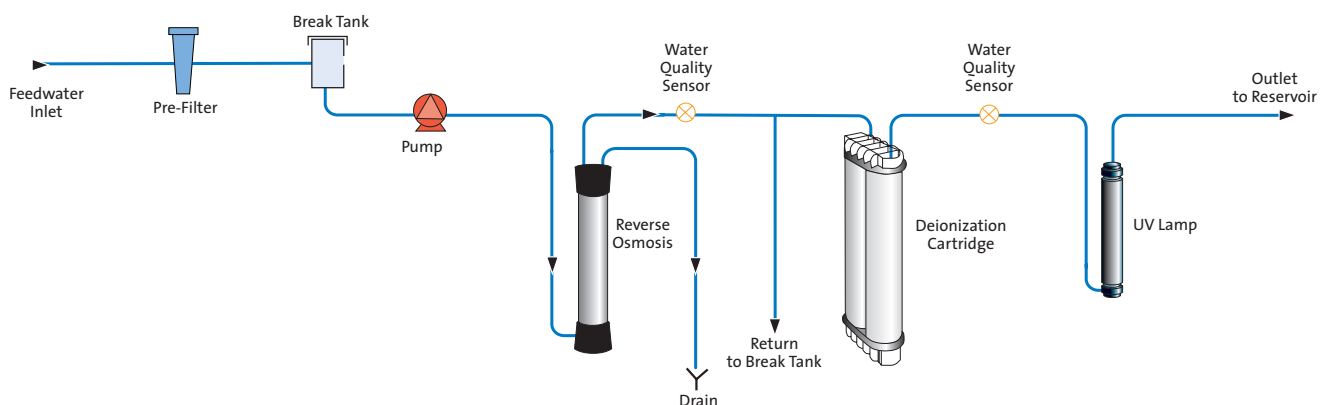 Feedwater
Inlet
Pre-Filter
Break Tank
Pump
Reverse
Osmosis
Water
Quality
Sensor
Drain
Return
to Break Tank
Deionization
Cartridge
Water
Quality
Sensor
UV Lamp
Outlet
to Reservoir